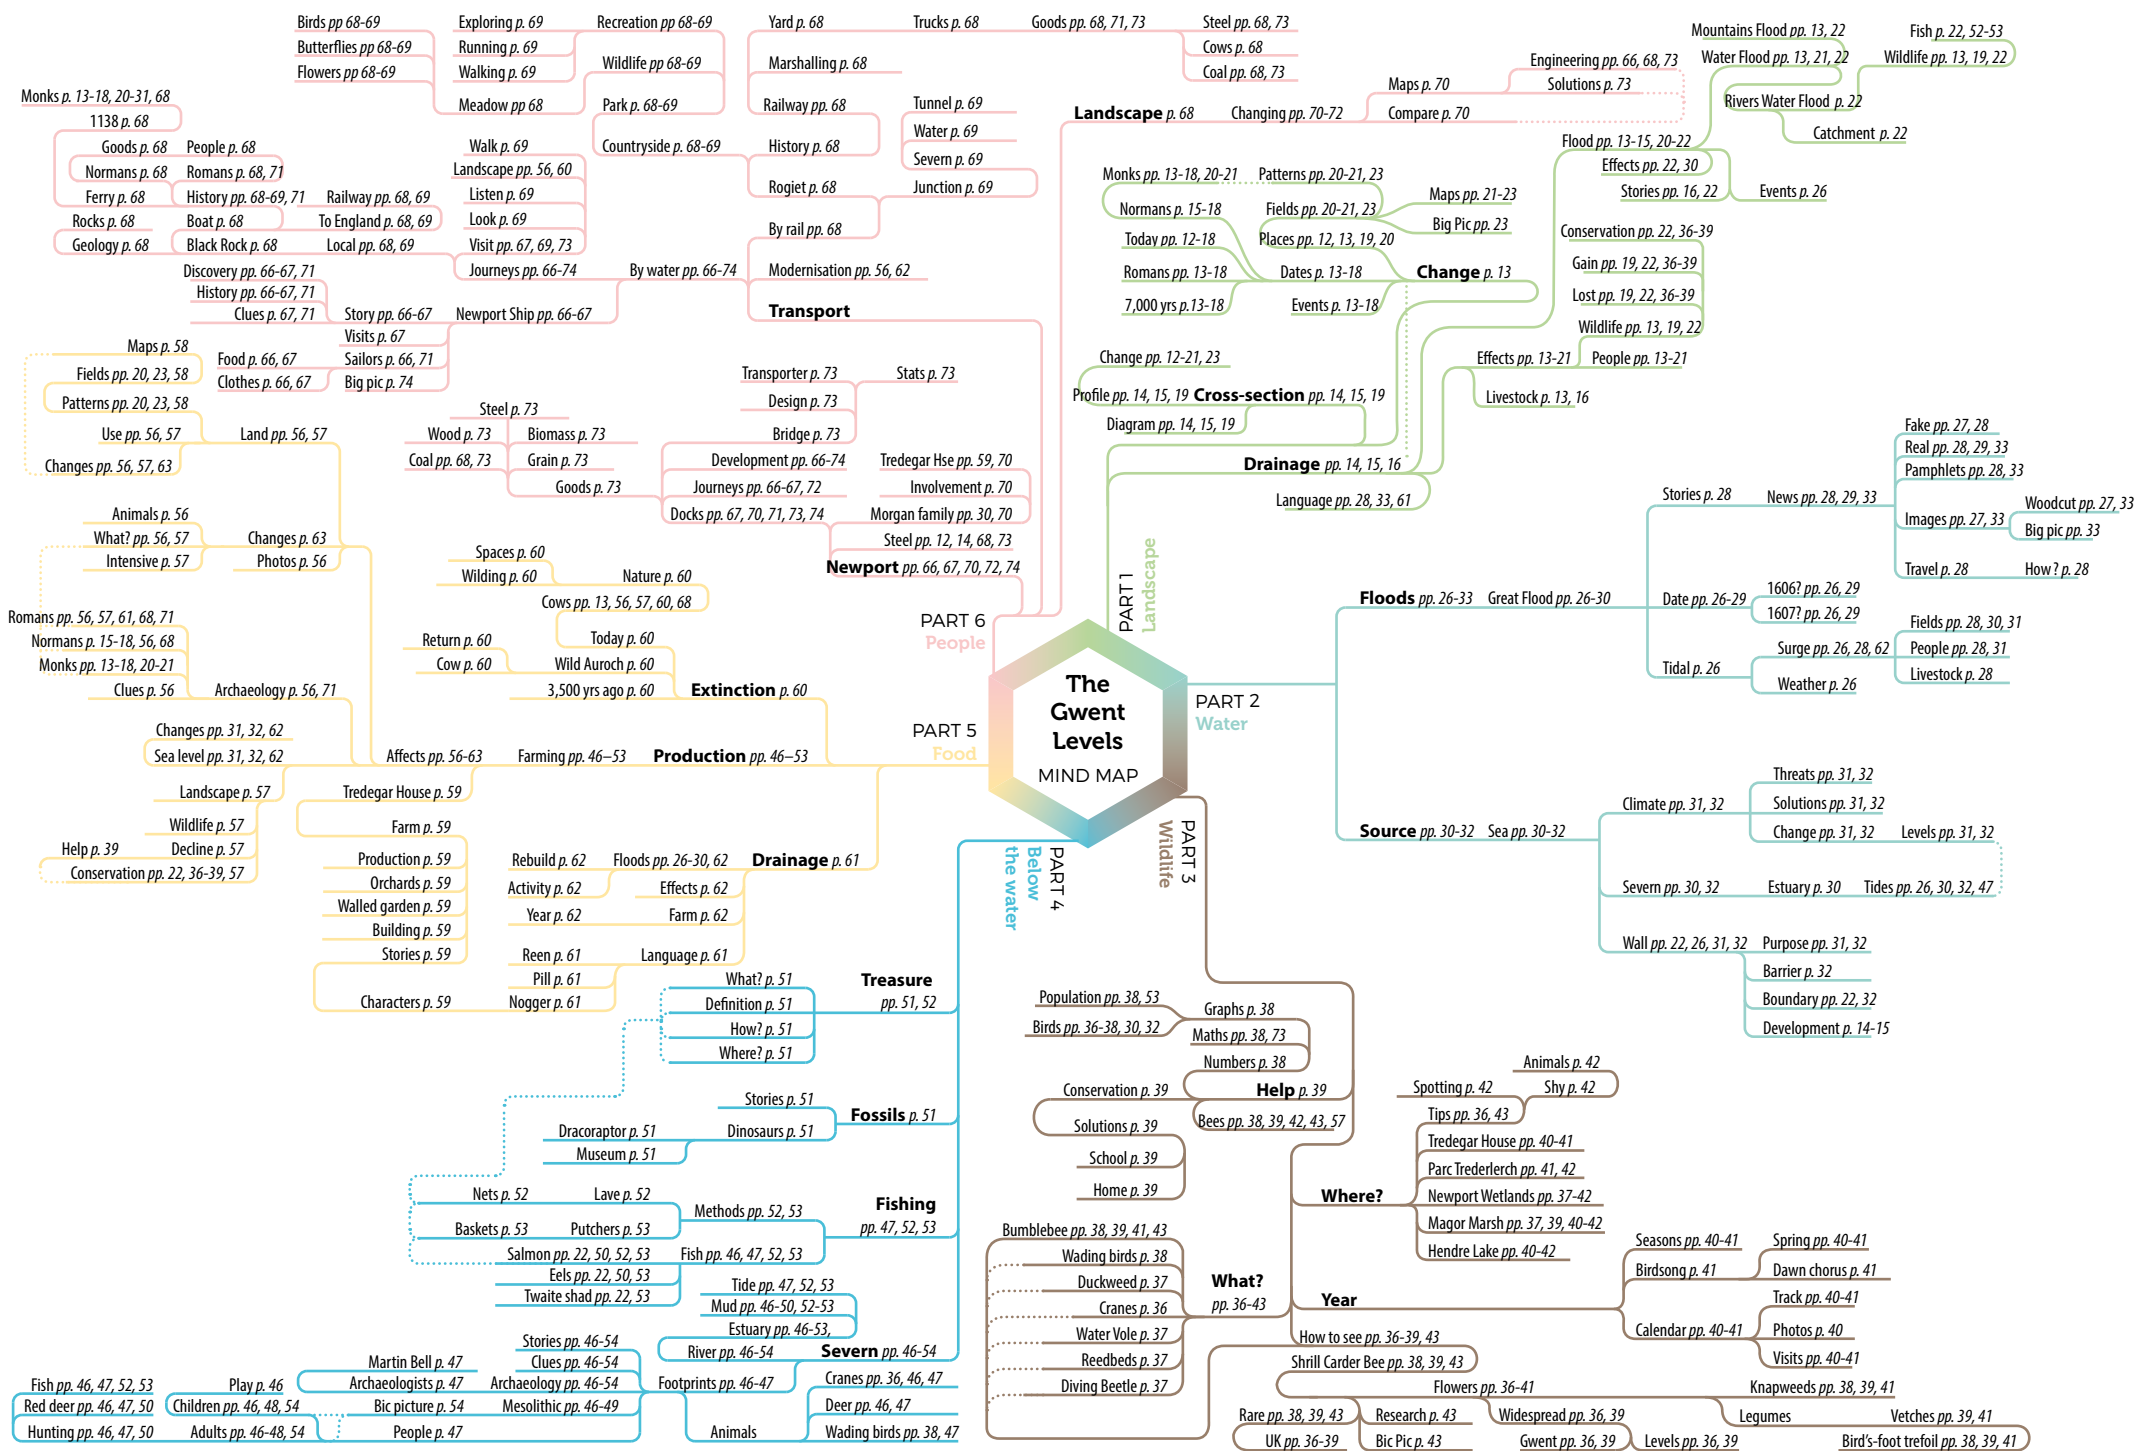 The
Gwent
Levels
MIND MAP
PART 1
Landscape
Change p. 13
Places pp. 12, 13, 19, 20
Fields pp. 20-21, 23
Maps pp. 21-23
Big Pic pp. 23
Patterns pp. 20-21, 23
Monks pp. 13-18, 20-21
Dates p. 13-18
Normans p. 15-18
Today pp. 12-18
Romans pp. 13-18
7,000 yrs p.13-18
Events p. 13-18
Cross-section pp. 14, 15, 19
Profile pp. 14, 15, 19
Change pp. 12-21, 23
Diagram pp. 14, 15, 19
Drainage pp. 14, 15, 16
Language pp. 28, 33, 61
Flood pp. 13-15, 20-22
Effects pp. 22, 30
Stories pp. 16, 22
Events p. 26
Mountains Flood pp. 13, 22
Water Flood pp. 13, 21, 22
Rivers Water Flood p. 22
Catchment p. 22
Wildlife pp. 13, 19, 22
Fish p. 22, 52-53
Effects pp. 13-21
People pp. 13-21
Livestock p. 13, 16
Wildlife pp. 13, 19, 22
Lost pp. 19, 22, 36-39
Gain pp. 19, 22, 36-39
Conservation pp. 22, 36-39
PART 2
Water
Floods pp. 26-33
Great Flood pp. 26-30
Stories p. 28
News pp. 28, 29, 33
Fake pp. 27, 28
Real pp. 28, 29, 33
Pamphlets pp. 28, 33
Images pp. 27, 33
Woodcut pp. 27, 33
Big pic pp. 33
Travel p. 28
How? p. 28
Date pp. 26-29
1606? pp. 26, 29
1607? pp. 26, 29
Tidal p. 26
Surge pp. 26, 28, 62
Fields pp. 28, 30, 31
People pp. 28, 31
Livestock p. 28
Weather p. 26
Source pp. 30-32
Sea pp. 30-32
Climate pp. 31, 32
Threats pp. 31, 32
Solutions pp. 31, 32
Change pp. 31, 32
Levels pp. 31, 32
Severn pp. 30, 32
Estuary p. 30
Tides pp. 26, 30, 32, 47
Wall pp. 22, 26, 31, 32
Purpose pp. 31, 32
Barrier p. 32
Boundary pp. 22, 32
Development p. 14-15
PART 3
Wildlife
Help p. 39
Numbers p. 38
Maths pp. 38, 73
Graphs p. 38
Population pp. 38, 53
Birds pp. 36-38, 30, 32
Conservation p. 39
Solutions p. 39
School p. 39
Home p. 39
Bees pp. 38, 39, 42, 43, 57
Where?
Tips pp. 36, 43
Spotting p. 42
Shy p. 42
Animals p. 42
Tredegar House pp. 40-41
Parc Trederlerch pp. 41, 42
Newport Wetlands pp. 37-42
Magor Marsh pp. 37, 39, 40-42
Hendre Lake pp. 40-42
Year
Seasons pp. 40-41
Birdsong p. 41
Spring pp. 40-41
Dawn chorus p. 41
Calendar pp. 40-41
Track pp. 40-41
Photos p. 40
Visits pp. 40-41
What?
pp. 36-43
Bumblebee pp. 38, 39, 41, 43
Wading birds p. 38
Duckweed p. 37
Cranes p. 36
Water Vole p. 37
Reedbeds p. 37
Diving Beetle p. 37
How to see pp. 36-39, 43
Shrill Carder Bee pp. 38, 39, 43
Flowers pp. 36-41
Knapweeds pp. 38, 39, 41
Legumes
Vetches pp. 39, 41
Bird's-foot trefoil pp. 38, 39, 41
Rare pp. 38, 39, 43
UK pp. 36-39
Research p. 43
Bic Pic p. 43
Widespread pp. 36, 39
Gwent pp. 36, 39
Levels pp. 36, 39
PART 4
Below
the water
Treasure
pp. 51, 52
What? p. 51
Definition p. 51
How? p. 51
Where? p. 51
Fossils p. 51
Stories p. 51
Dinosaurs p. 51
Dracoraptor p. 51
Museum p. 51
Fishing
pp. 47, 52, 53
Methods pp. 52, 53
Lave p. 52
Nets p. 52
Putchers p. 53
Baskets p. 53
Fish pp. 46, 47, 52, 53
Salmon pp. 22, 50, 52, 53
Eels pp. 22, 50, 53
Twaite shad pp. 22, 53
Severn pp. 46-54
River pp. 46-54
Estuary pp. 46-53,
Mud pp. 46-50, 52-53
Tide pp. 47, 52, 53
Footprints pp. 46-47
Stories pp. 46-54
Clues pp. 46-54
Archaeology pp. 46-54
Archaeologists p. 47
Martin Bell p. 47
Mesolithic pp. 46-49
Bic picture p. 54
People p. 47
Children pp. 46, 48, 54
Play p. 46
Adults pp. 46-48, 54
Hunting pp. 46, 47, 50
Red deer pp. 46, 47, 50
Fish pp. 46, 47, 52, 53
Animals
Cranes pp. 36, 46, 47
Deer pp. 46, 47
Wading birds pp. 38, 47
PART 5
Food
Production pp. 46–53
Farming pp. 46–53
Affects pp. 56-63
Extinction p. 60
Wild Auroch p. 60
Return p. 60
Cow p. 60
3,500 yrs ago p. 60
Today p. 60
Cows pp. 13, 56, 57, 60, 68
Nature p. 60
Spaces p. 60
Wilding p. 60
Land pp. 56, 57
Use pp. 56, 57
Patterns pp. 20, 23, 58
Fields pp. 20, 23, 58
Maps p. 58
Changes pp. 56, 57, 63
Changes p. 63
Photos p. 56
Animals p. 56
What? pp. 56, 57
Intensive p. 57
Archaeology p. 56, 71
Romans pp. 56, 57, 61, 68, 71
Normans p. 15-18, 56, 68
Monks pp. 13-18, 20-21
Clues p. 56
Sea level pp. 31, 32, 62
Changes pp. 31, 32, 62
Landscape p. 57
Wildlife p. 57
Decline p. 57
Help p. 39
Conservation pp. 22, 36-39, 57
Tredegar House p. 59
Farm p. 59
Production p. 59
Orchards p. 59
Walled garden p. 59
Building p. 59
Stories p. 59
Characters p. 59
Drainage p. 61
Floods pp. 26-30, 62
Rebuild p. 62
Activity p. 62
Effects p. 62
Farm p. 62
Year p. 62
Language p. 61
Reen p. 61
Pill p. 61
Nogger p. 61
PART 6
People
Landscape p. 68
Changing pp. 70-72
Maps p. 70
Compare p. 70
Engineering pp. 66, 68, 73
Solutions p. 73
Transport
Modernisation pp. 56, 62
By rail pp. 68
Rogiet p. 68
Junction p. 69
Severn p. 69
Water p. 69
Tunnel p. 69
History p. 68
Railway pp. 68
Marshalling p. 68
Yard p. 68
Trucks p. 68
Goods pp. 68, 71, 73
Steel pp. 68, 73
Cows p. 68
Coal pp. 68, 73
Countryside p. 68-69
Park p. 68-69
Wildlife pp 68-69
Recreation pp 68-69
Exploring p. 69
Running p. 69
Walking p. 69
Meadow pp 68
Birds pp 68-69
Butterflies pp 68-69
Flowers pp 68-69
By water pp. 66-74
Journeys pp. 66-74
Visit pp. 67, 69, 73
Look p. 69
Listen p. 69
Landscape pp. 56, 60
Walk p. 69
Local pp. 68, 69
Black Rock p. 68
To England p. 68, 69
Railway pp. 68, 69
Boat p. 68
History pp. 68-69, 71
Romans p. 68, 71
People p. 68
Goods p. 68
Normans p. 68
Ferry p. 68
1138 p. 68
Monks p. 13-18, 20-31, 68
Rocks p. 68
Geology p. 68
Newport Ship pp. 66-67
Story pp. 66-67
Discovery pp. 66-67, 71
History pp. 66-67, 71
Clues p. 67, 71
Visits p. 67
Sailors p. 66, 71
Food p. 66, 67
Clothes p. 66, 67
Big pic p. 74
Newport pp. 66, 67, 70, 72, 74
Steel pp. 12, 14, 68, 73
Morgan family pp. 30, 70
Involvement p. 70
Tredegar Hse pp. 59, 70
Docks pp. 67, 70, 71, 73, 74
Journeys pp. 66-67, 72
Development pp. 66-74
Bridge p. 73
Design p. 73
Transporter p. 73
Stats p. 73
Goods p. 73
Grain p. 73
Biomass p. 73
Steel p. 73
Wood p. 73
Coal pp. 68, 73